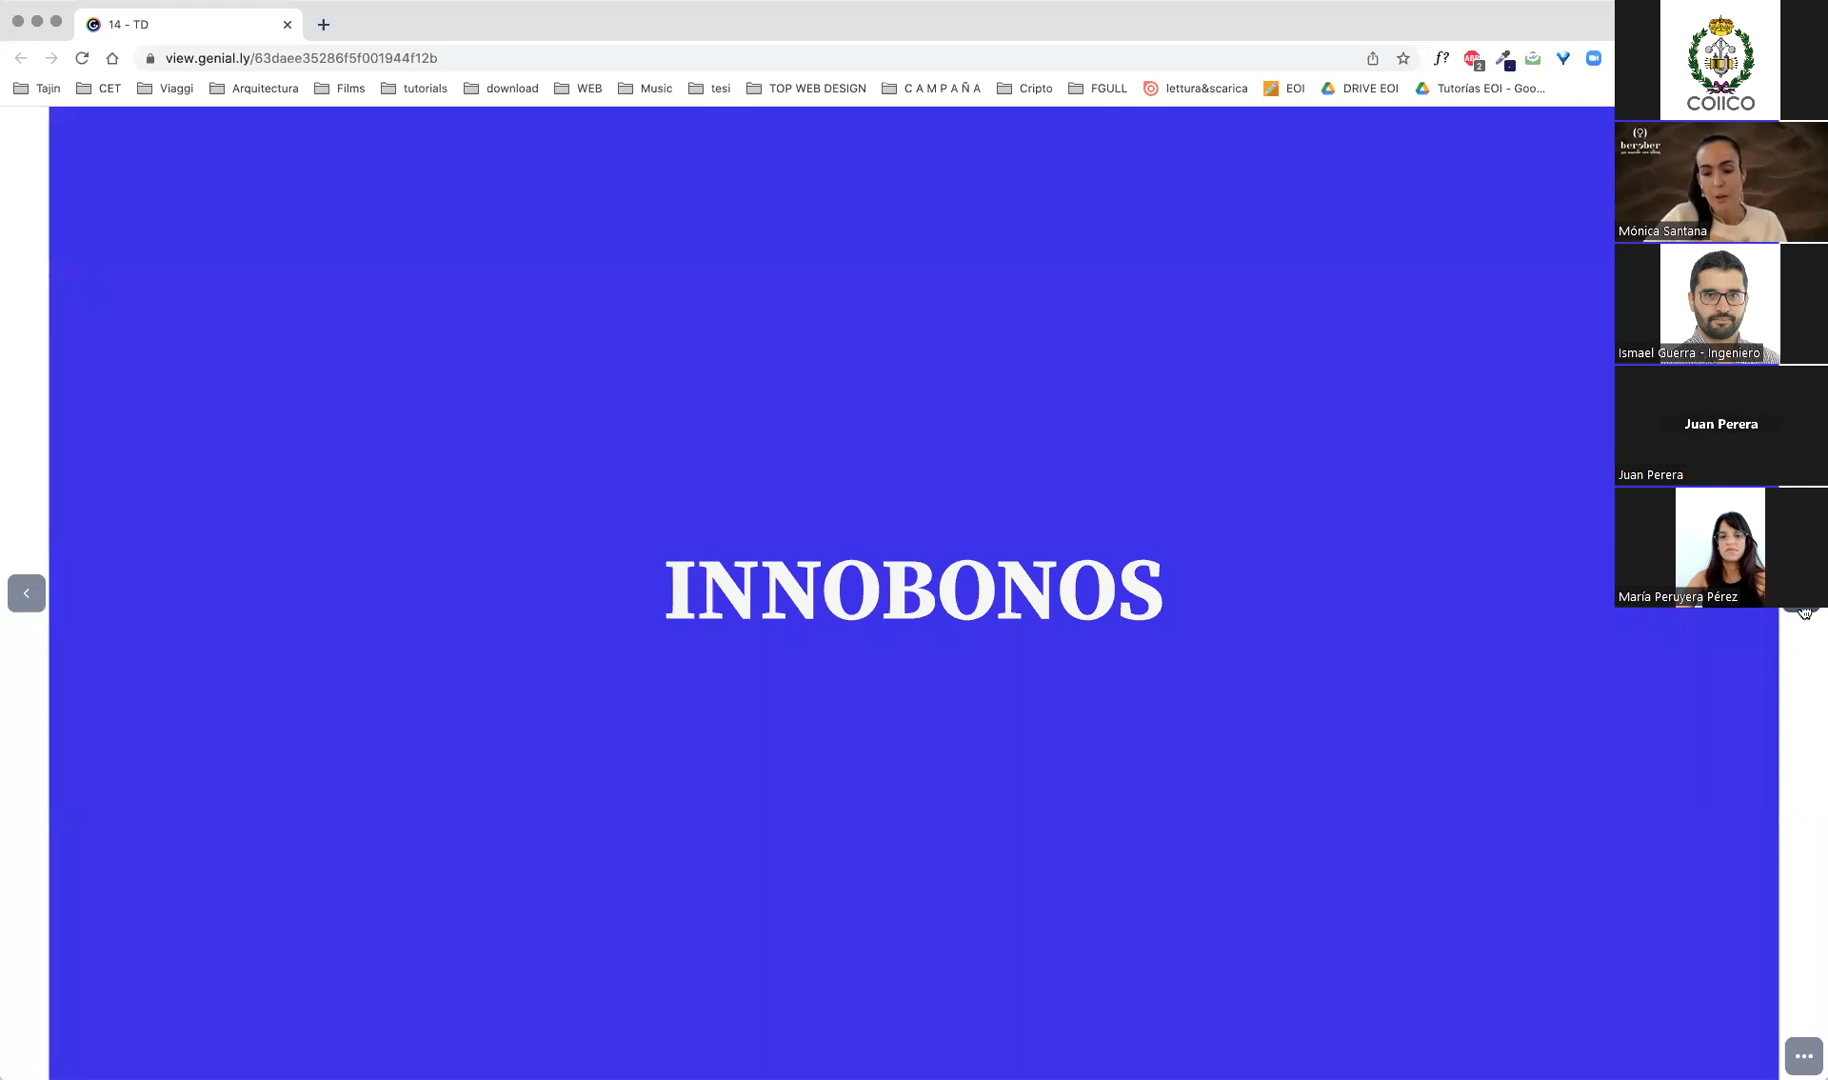 14 - TD
view.genial.ly/63daee35286f5f001944f12b
f?
ABP
2
Tajin
CET
Viaggi
Arquitectura
Films
tutorials
download
WEB
Music
tesi
TOP WEB DESIGN
C A M P A Ñ A
Cripto
FGULL
lettura&scarica
EOI
DRIVE EOI
Tutorías EOI - Goo...
INNOBONOS
COIICO
Mónica Santana
Ismael Guerra - Ingeniero
Juan Perera
Juan Perera
María Peruyera Pérez